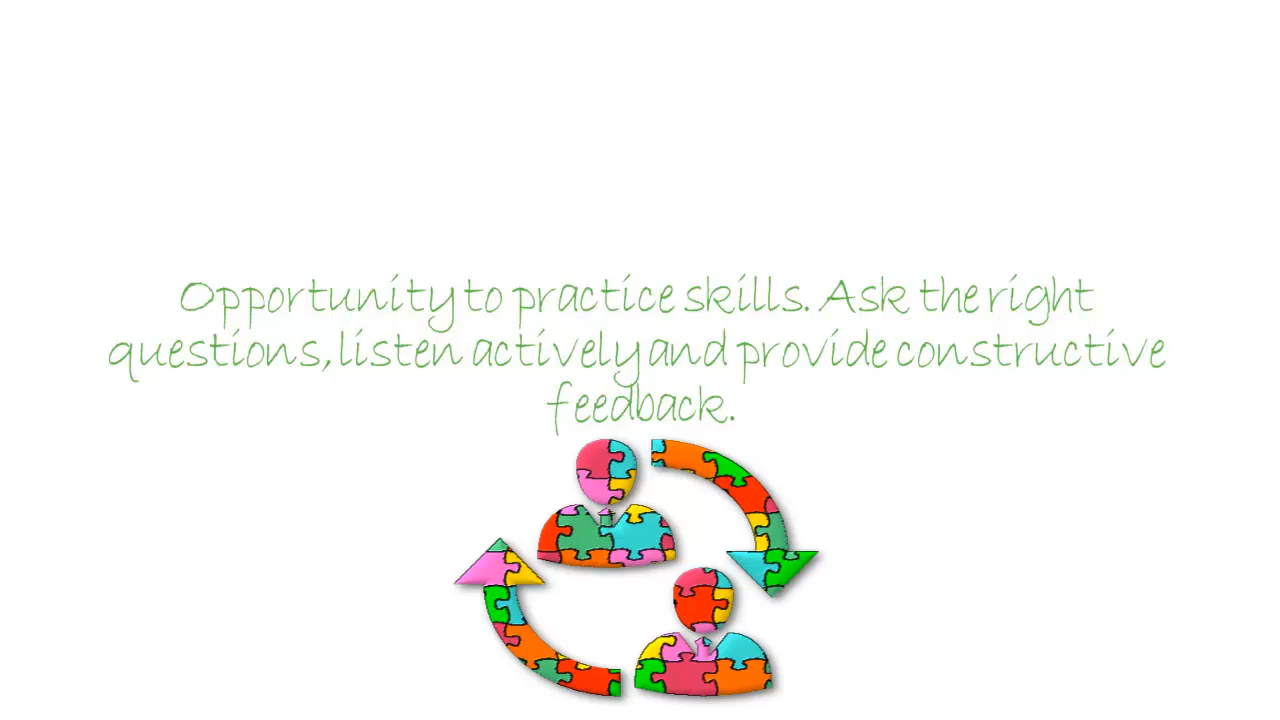 Opportunity to practice skills. Ask the right
questions, listen actively and provide constructive
feedback.